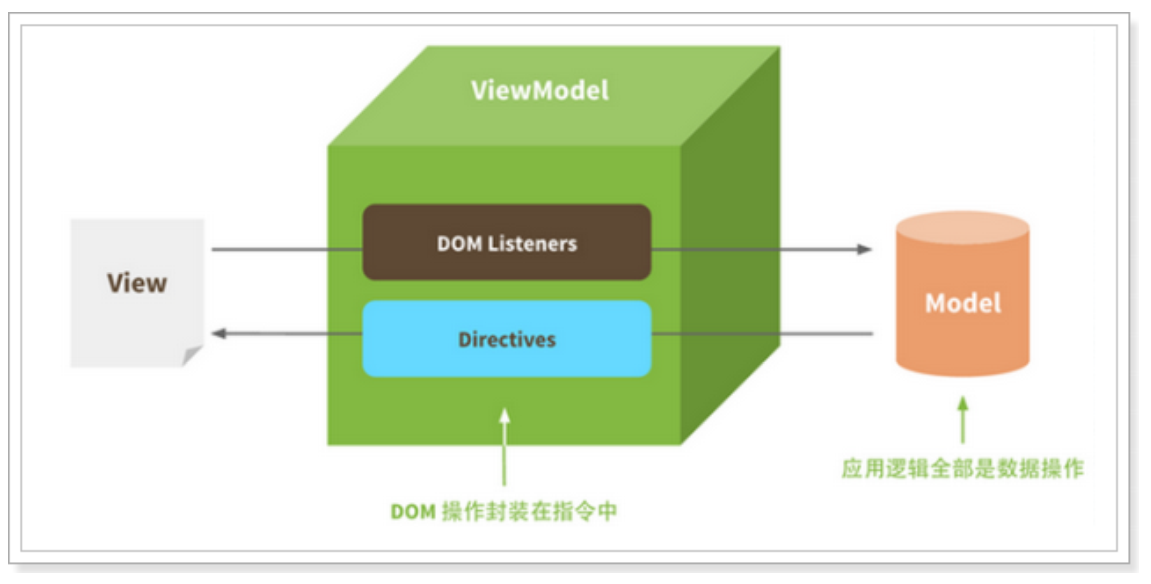 ViewModel
DOM Listeners
View
Model
Directives
应用逻辑全部是数据操作
DOM 操作封装在指令中